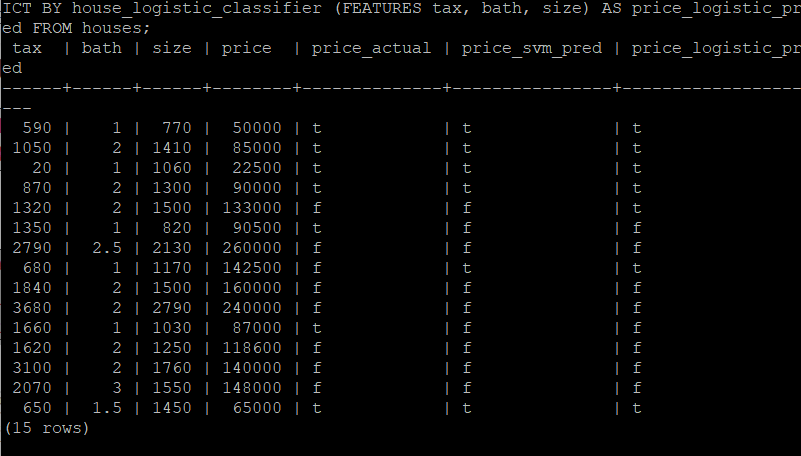 ICT BY house_logistic_classifier (FEATURES tax, bath, size) AS price_logistic_pr
ed FROM houses;
 tax  | bath | size | price  | price_actual | price_svm_pred | price_logistic_pr
ed
------+------+------+--------+--------------+----------------+------------------
---
  590 |    1 |  770 |  50000 | t            | t              | t
 1050 |    2 | 1410 |  85000 | t            | t              | t
   20 |    1 | 1060 |  22500 | t            | t              | t
  870 |    2 | 1300 |  90000 | t            | t              | t
 1320 |    2 | 1500 | 133000 | f            | f              | t
 1350 |    1 |  820 |  90500 | t            | f              | f
 2790 |  2.5 | 2130 | 260000 | f            | f              | f
  680 |    1 | 1170 | 142500 | f            | t              | t
 1840 |    2 | 1500 | 160000 | f            | f              | f
 3680 |    2 | 2790 | 240000 | f            | f              | f
 1660 |    1 | 1030 |  87000 | t            | f              | f
 1620 |    2 | 1250 | 118600 | f            | f              | f
 3100 |    2 | 1760 | 140000 | f            | f              | f
 2070 |    3 | 1550 | 148000 | f            | f              | f
  650 |  1.5 | 1450 |  65000 | t            | t              | t
(15 rows)